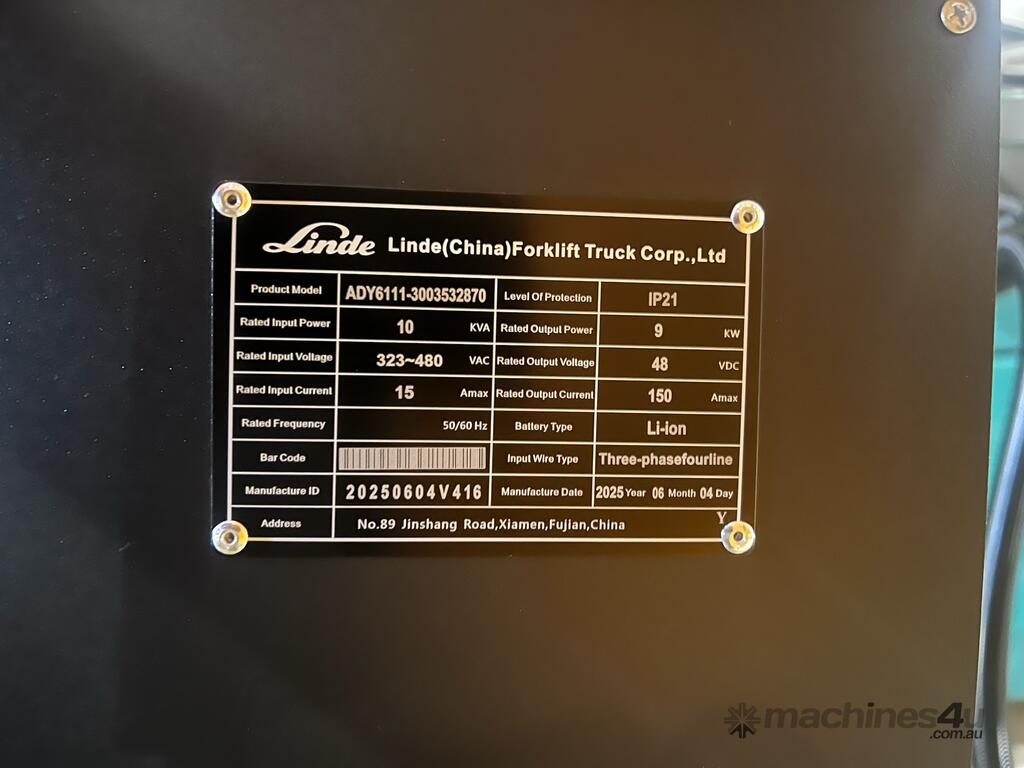 Linde Linde(China)Forklift Truck Corp.,Ltd
Product Model ADY6111-3003532870 Level Of Protection IP21
Rated Input Power 10 KVA Rated Output Power 9 KW
Rated Input Voltage 323~480 VAC Rated Output Voltage 48 VDC
Rated Input Current 15 Amax Rated Output Current 150 Amax
Rated Frequency 50/60 Hz Battery Type Li-ion
Bar Code Input Wire Type Three-phasefourline
Manufacture ID 20250604V416 Manufacture Date 2025 Year 06 Month 04 Day
Address No.89 Jinshang Road,Xiamen,Fujian,China Y
machines4u
.com.au